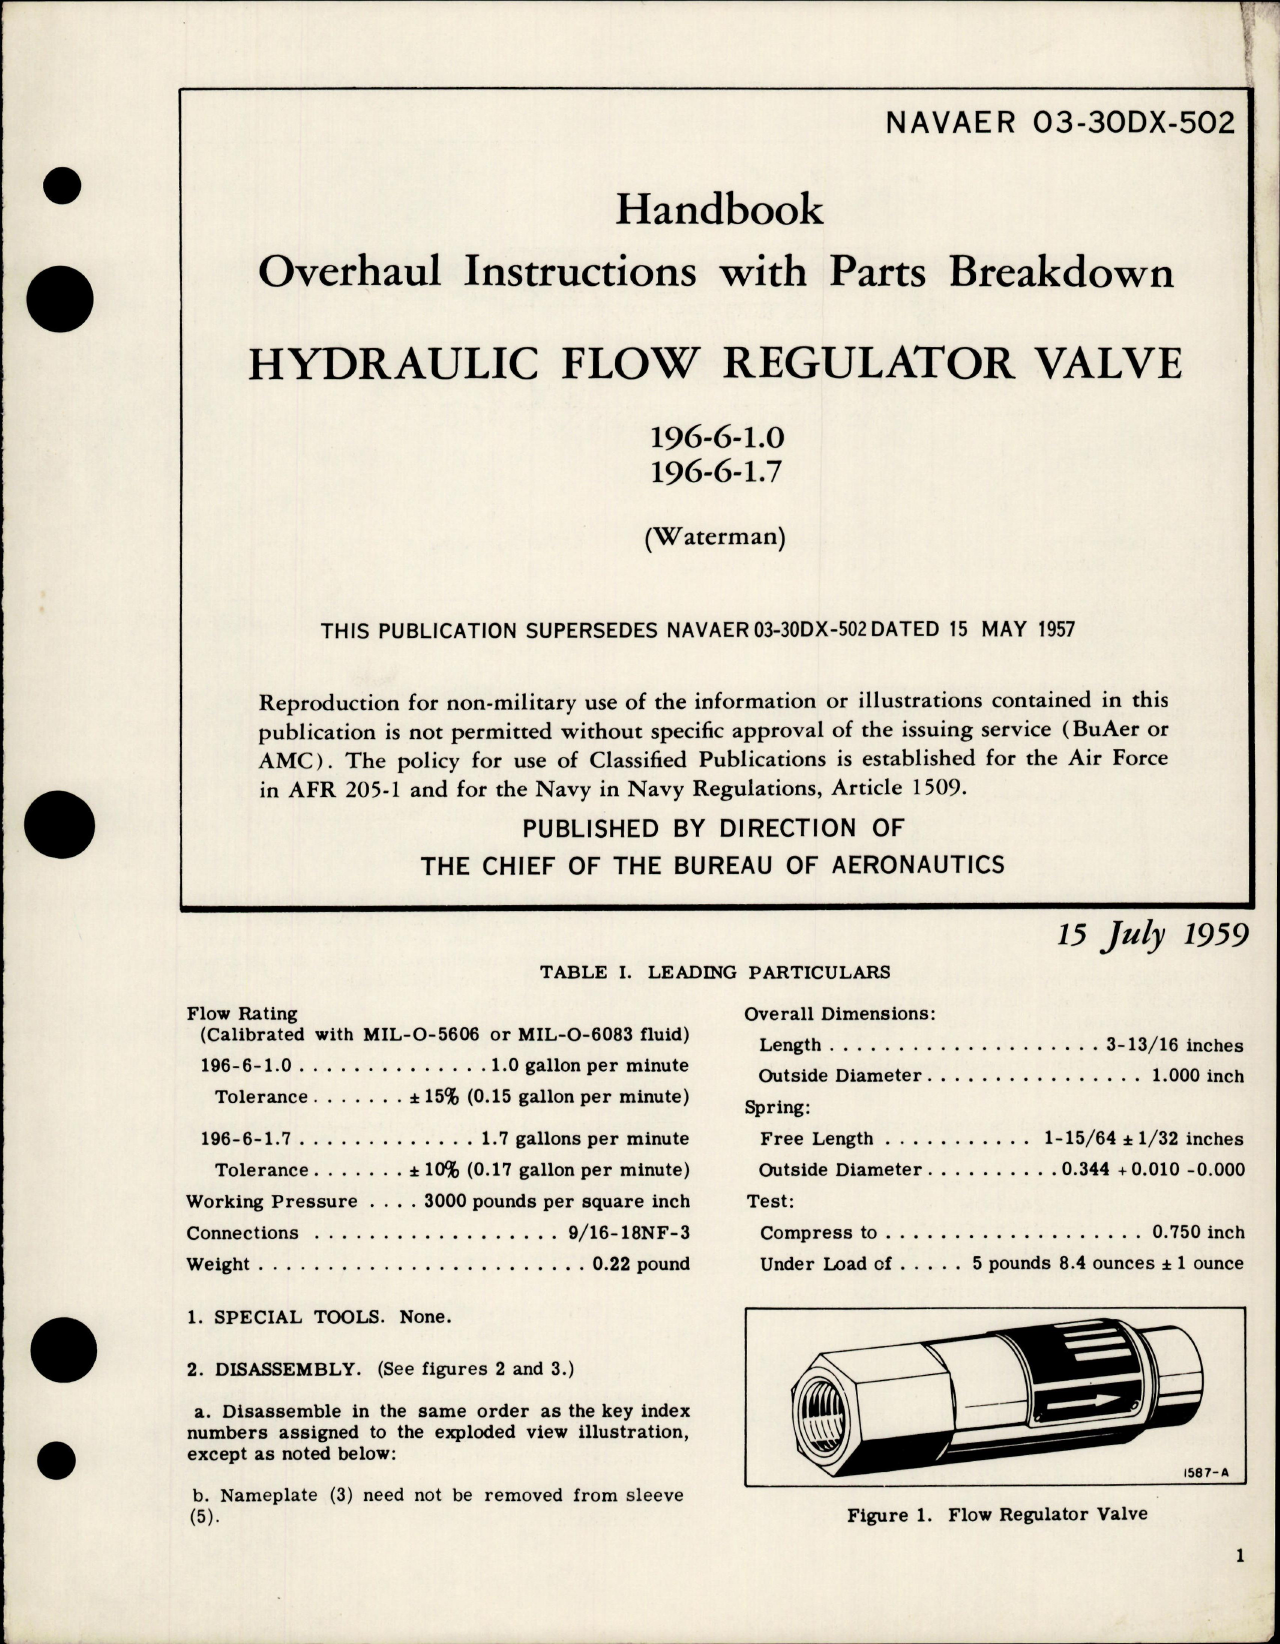 NAVAER 03-30DX-502
Handbook
Overhaul Instructions with Parts Breakdown
HYDRAULIC FLOW REGULATOR VALVE
196-6-1.0
196-6-1.7
(Waterman)
THIS PUBLICATION SUPERSEDES NAVAER 03-30DX-502 DATED 15 MAY 1957
Reproduction for non-military use of the information or illustrations contained in this
publication is not permitted without specific approval of the issuing service (BuAer or
AMC). The policy for use of Classified Publications is established for the Air Force
in AFR 205-1 and for the Navy in Navy Regulations, Article 1509.
PUBLISHED BY DIRECTION OF
THE CHIEF OF THE BUREAU OF AERONAUTICS
15 July 1959
TABLE I. LEADING PARTICULARS
Flow Rating
(Calibrated with MIL-O-5606 or MIL-O-6083 fluid)
196-6-1.0 . . . . . . . . . . . . . . 1.0 gallon per minute
Tolerance . . . . . . . ± 15% (0.15 gallon per minute)
196-6-1.7 . . . . . . . . . . . . . 1.7 gallons per minute
Tolerance . . . . . . . ± 10% (0.17 gallon per minute)
Working Pressure . . . . 3000 pounds per square inch
Connections . . . . . . . . . . . . . . . . . . 9/16-18NF-3
Weight . . . . . . . . . . . . . . . . . . . . . . . . 0.22 pound
1. SPECIAL TOOLS. None.
2. DISASSEMBLY. (See figures 2 and 3.)
a. Disassemble in the same order as the key index
numbers assigned to the exploded view illustration,
except as noted below:
b. Nameplate (3) need not be removed from sleeve
(5).
Overall Dimensions:
Length . . . . . . . . . . . . . . . . . . . . 3-13/16 inches
Outside Diameter . . . . . . . . . . . . . . . . 1.000 inch
Spring:
Free Length . . . . . . . . . . . 1-15/64 ± 1/32 inches
Outside Diameter . . . . . . . . . . 0.344 +0.010 -0.000
Test:
Compress to . . . . . . . . . . . . . . . . . . . 0.750 inch
Under Load of . . . . . 5 pounds 8.4 ounces ± 1 ounce
1587-A
Figure 1. Flow Regulator Valve
1